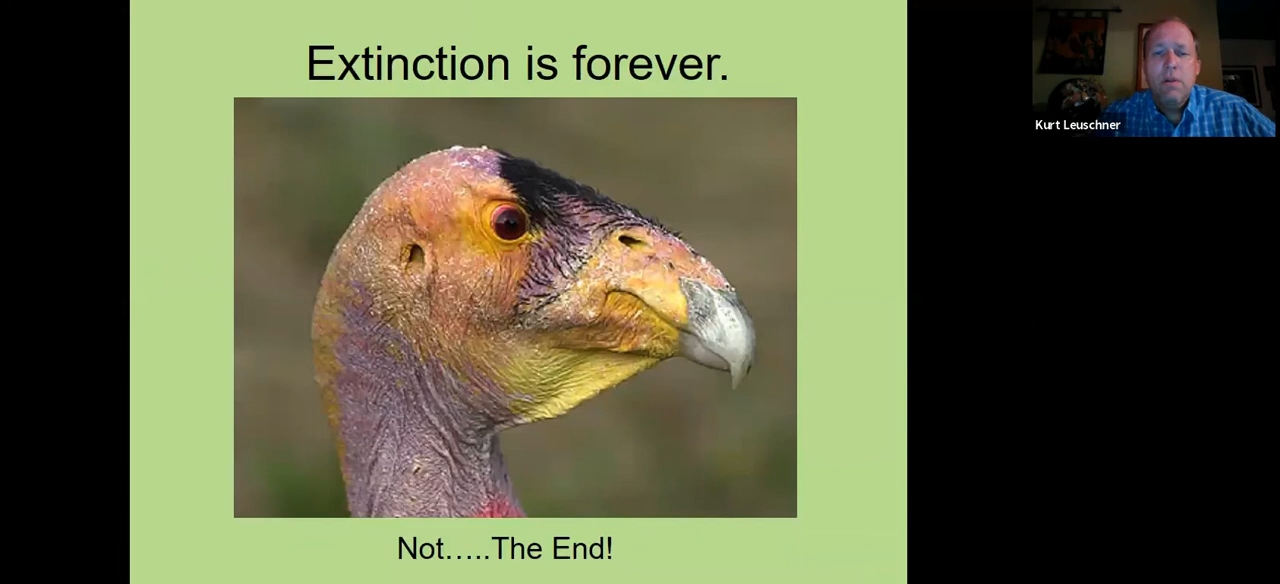 Extinction is forever.
Kurt Leuschner
Not.....The End!